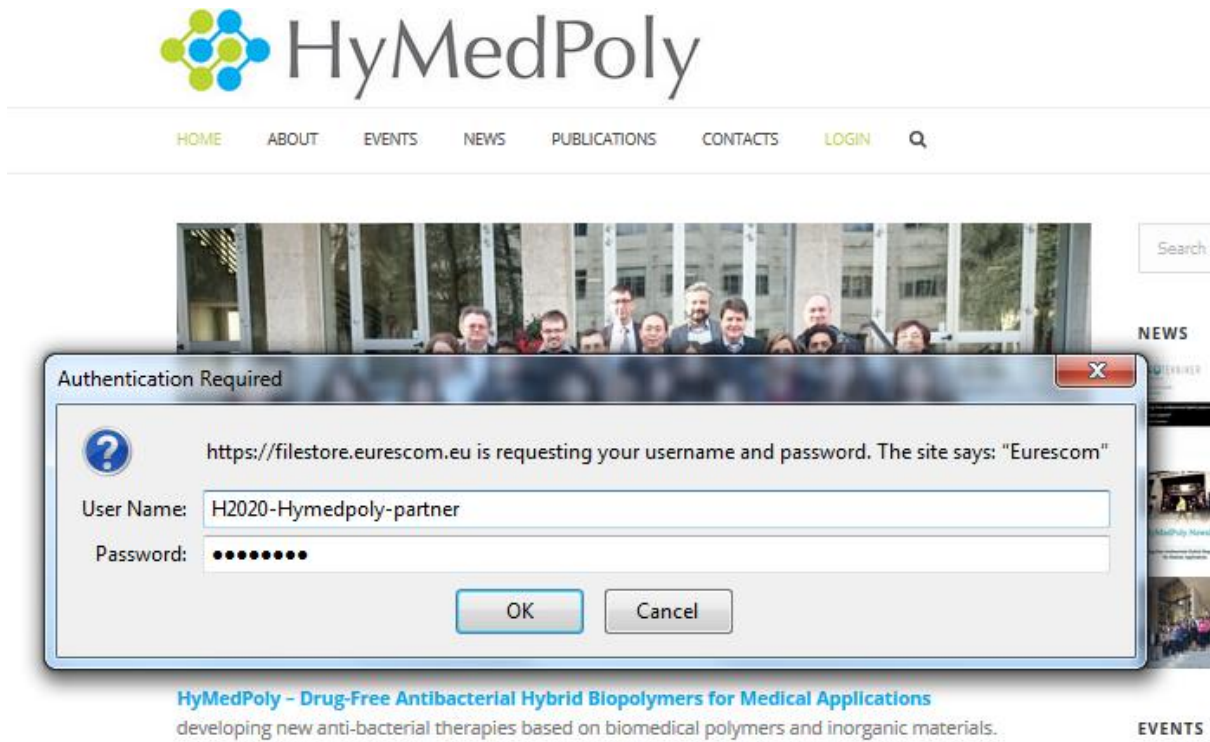 HyMedPoly
HOME ABOUT EVENTS NEWS PUBLICATIONS CONTACTS LOGIN
Search
NEWS
Authentication Required
https://filestore.eurescom.eu is requesting your username and password. The site says: "Eurescom"
User Name: H2020-Hymedpoly-partner
Password: ●●●●●●●●
OK Cancel
HyMedPoly – Drug-Free Antibacterial Hybrid Biopolymers for Medical Applications
developing new anti-bacterial therapies based on biomedical polymers and inorganic materials.
EVENTS